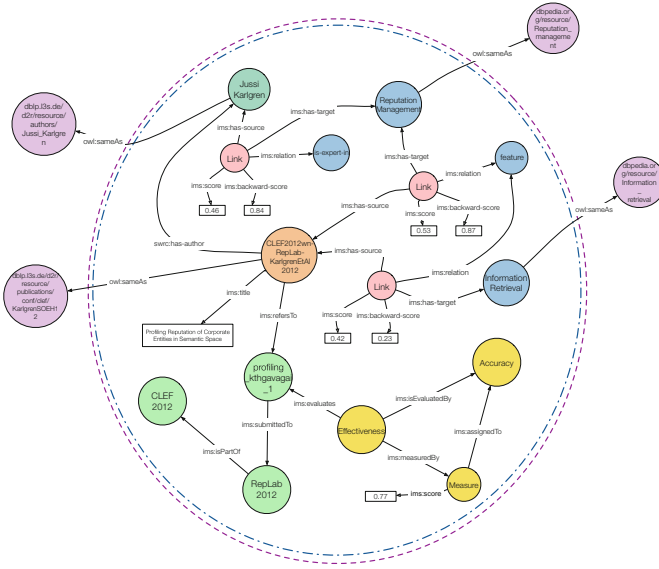 dbpedia.or
g/resource/
Reputation_
manageme
nt
owl:sameAs
Jussi
Karlgren
Reputation
Management
dblp.l3s.de/
d2r/resource/
authors/
Jussi_Karlgre
n
owl:sameAs
ims:has-source
ims:has-target
Link
ims:relation
is-expert-in
feature
ims:has-target
ims:relation
dbpedia.or
g/resource/
Information
_
retrieval
owl:sameAs
ims:score
ims:backward-score
0.46
0.84
Link
ims:has-source
ims:score
ims:backward-score
0.53
0.87
swrc:has-author
CLEF2012wn-
RepLab-
KarlgrenEtAl
2012
ims:has-source
ims:relation
dblp.l3s.de/d2r/
resource/
publications/
conf/clef/
KarlgrenSOEH1
2
owl:sameAs
ims:title
Link
ims:has-target
Information
Retrieval
ims:refersTo
ims:score
ims:backward-score
0.42
0.23
Profiling Reputation of Corporate
Entities in Semantic Space
profiling
_kthgavagai
_1
Accuracy
CLEF
2012
ims:evaluates
ims:isEvaluatedBy
ims:submittedTo
Effectiveness
ims:assignedTo
ims:isPartOf
ims:measuredBy
RepLab
2012
Measure
ims:score
0.77